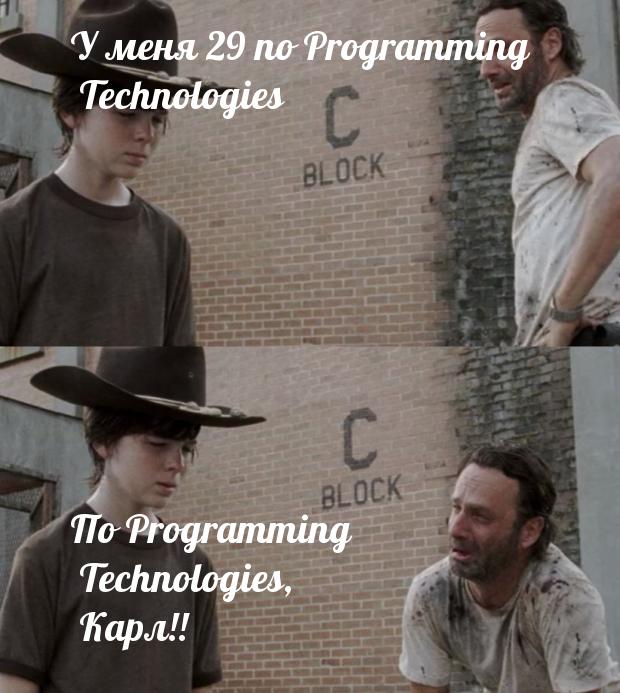 У меня 29 по Programming
Technologies
C
BLOCK
C
BLOCK
По Programming
Technologies,
Карл!!